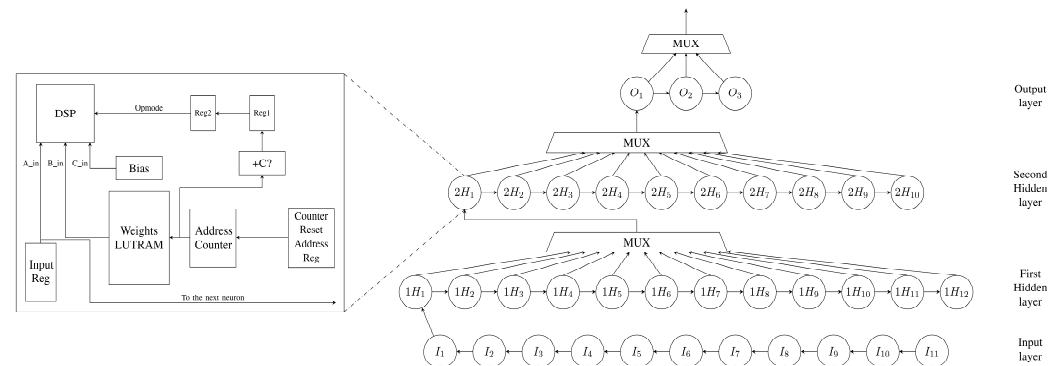 MUX
O1 O2 O3
Output
layer
MUX
2H1 2H2 2H3 2H4 2H5 2H6 2H7 2H8 2H9 2H10
Second
Hidden
layer
MUX
1H1 1H2 1H3 1H4 1H5 1H6 1H7 1H8 1H9 1H10 1H11 1H12
First
Hidden
layer
I1 I2 I3 I4 I5 I6 I7 I8 I9 I10 I11
Input
layer
DSP
Opmode
Reg2
Reg1
A_in
B_in
C_in
+C?
Bias
Weights
LUTRAM
Address
Counter
Counter
Reset
Address
Reg
Input
Reg
To the next neuron